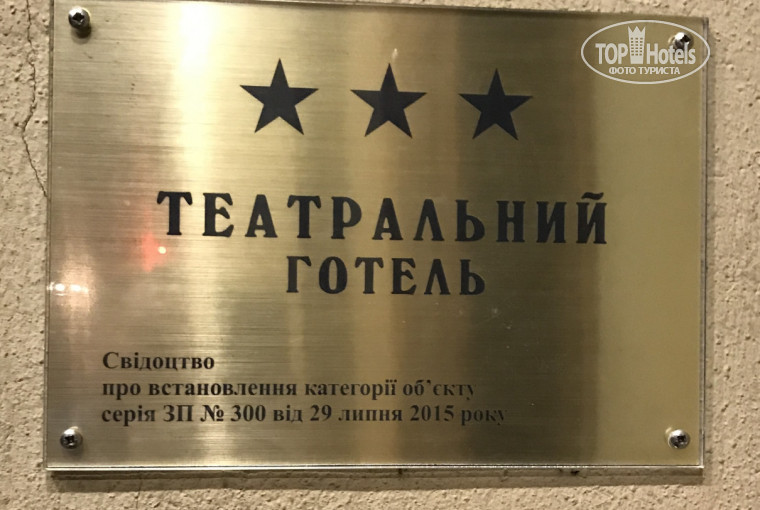 TOP Hotels
ФОТО ТУРИСТА
ТЕАТРАЛЬНИЙ
ГОТЕЛЬ
Свідоцтво
про встановлення категорії об’єкту
серія ЗП № 300 від 29 липня 2015 року